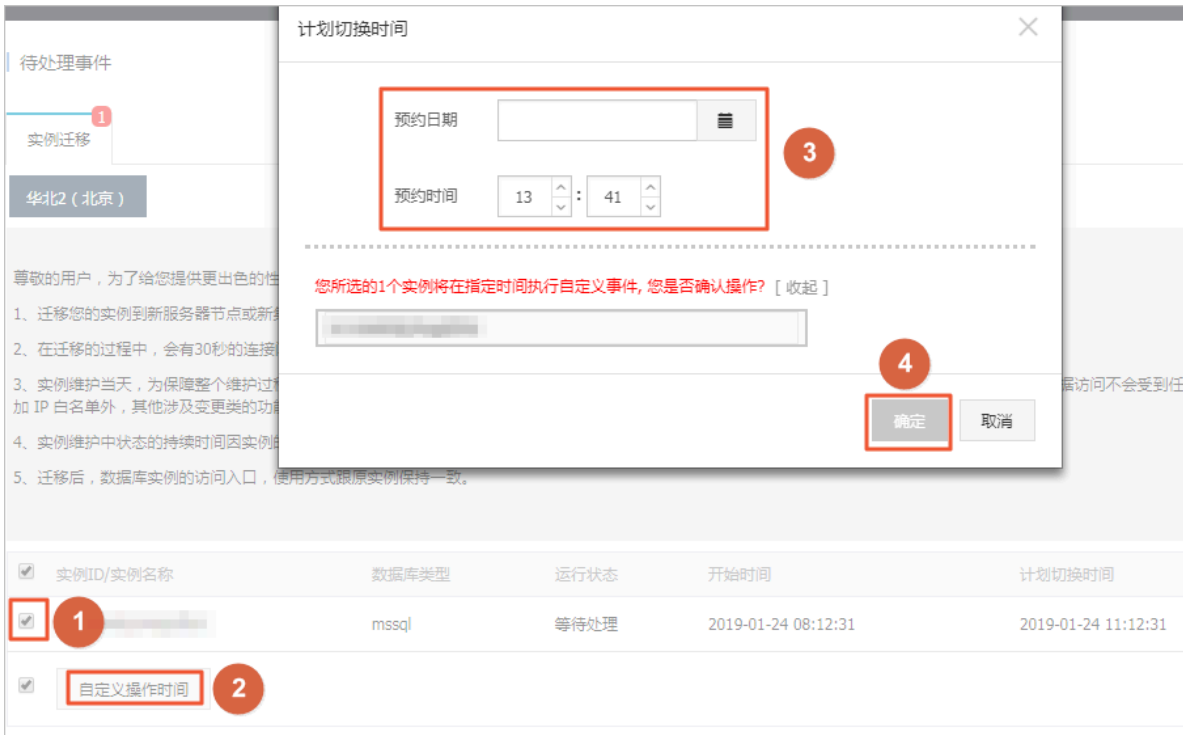 计划切换时间
待处理事件
1
实例迁移
预约日期
3
华北2（北京）
预约时间
13 : 41
尊敬的用户，为了给您提供更出色的性
您所选的1个实例将在指定时间执行自定义事件, 您是否确认操作? [ 收起 ]
1、迁移您的实例到新服务器节点或新
2、在迁移的过程中，会有30秒的连接
4
3、实例维护当天，为保障整个维护过
据访问不会受到任
加 IP 白名单外，其他涉及变更类的功
确定
取消
4、实例维护中状态的持续时间因实例
5、迁移后，数据库实例的访问入口，使用方式跟原实例保持一致。
实例ID/实例名称 数据库类型 运行状态 开始时间 计划切换时间
1
mssql 等待处理 2019-01-24 08:12:31 2019-01-24 11:12:31
自定义操作时间
2